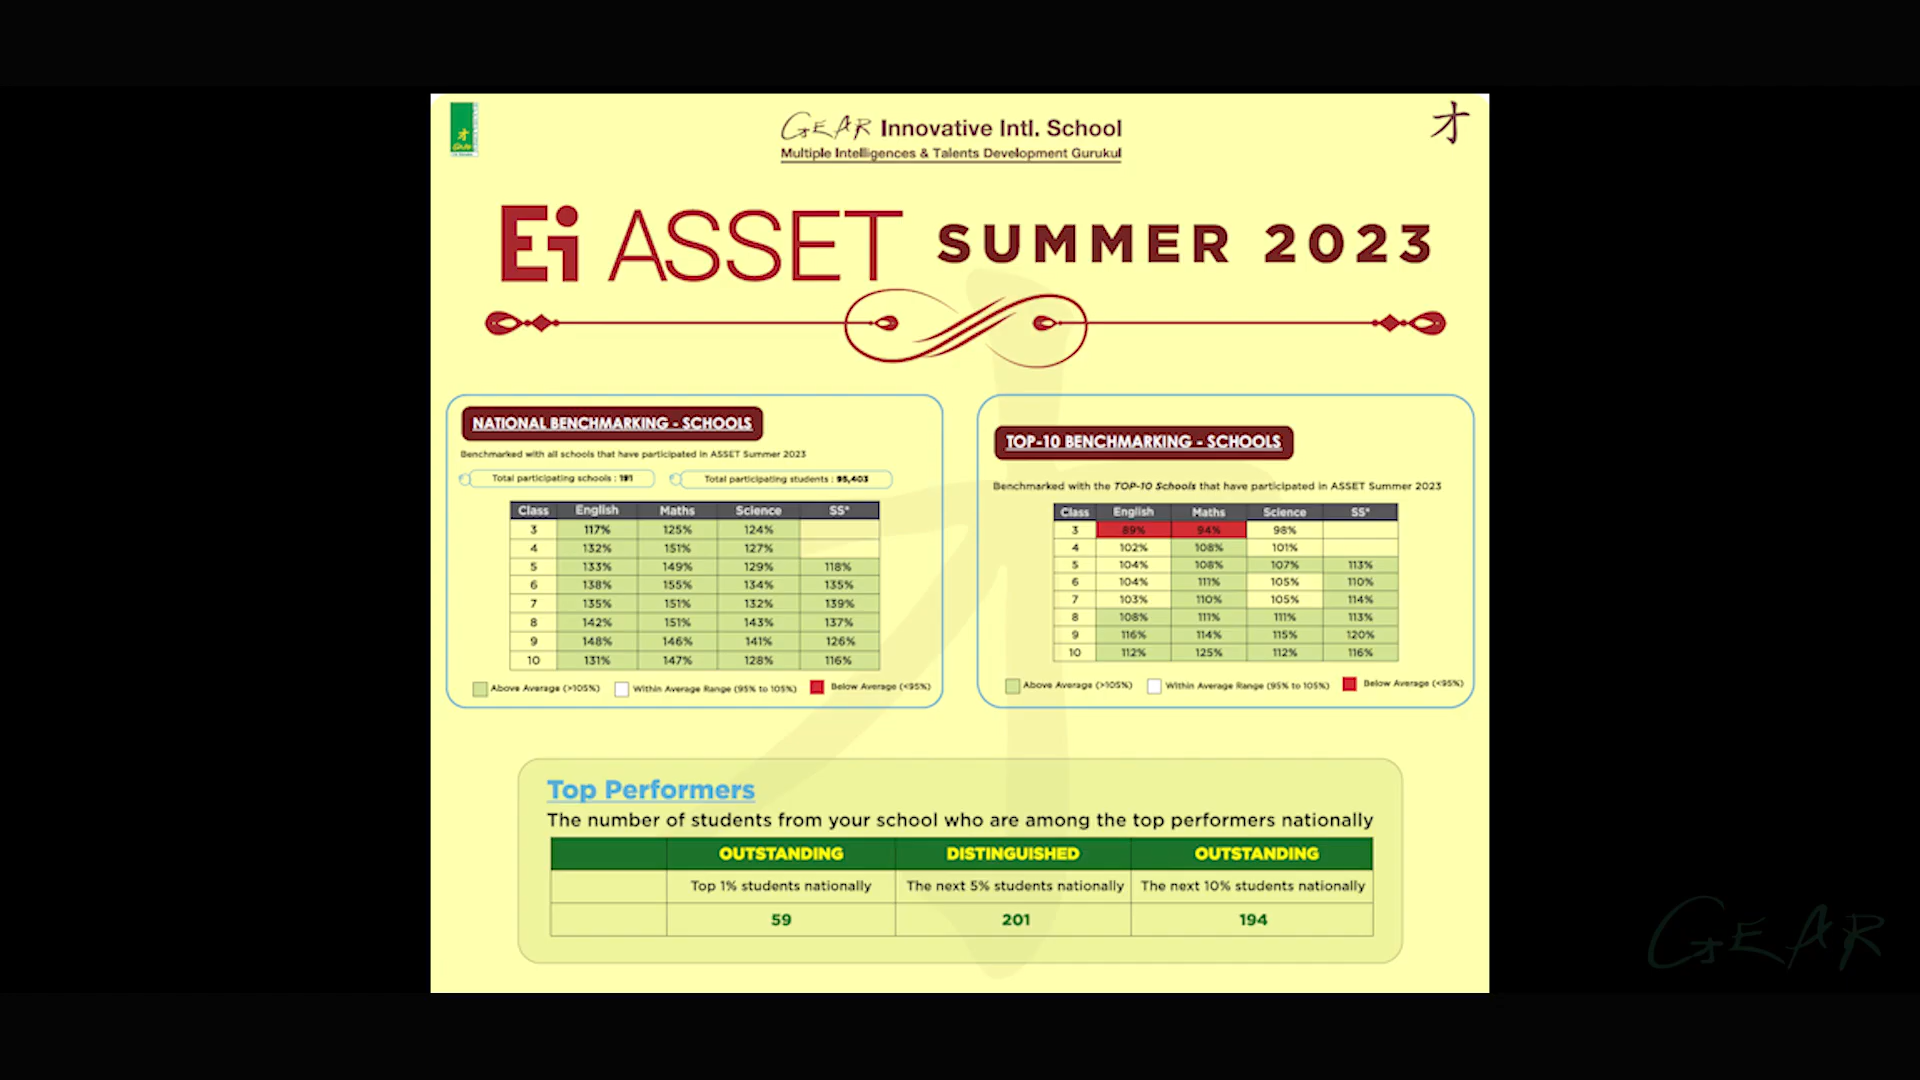 GEAR Innovative Intl. School
Multiple Intelligences & Talents Development Gurukul
才
Ei ASSET SUMMER 2023
NATIONAL BENCHMARKING - SCHOOLS
Benchmarked with all schools that have participated in ASSET Summer 2023
Total participating schools : 191 Total participating students : 95,403
Class English Maths Science SS*
3 117% 125% 124%
4 132% 151% 127%
5 133% 149% 129% 118%
6 138% 155% 134% 135%
7 135% 151% 132% 139%
8 142% 151% 143% 137%
9 148% 146% 141% 126%
10 131% 147% 128% 116%
Above Average (>105%) Within Average Range (95% to 105%) Below Average (<95%)
TOP-10 BENCHMARKING - SCHOOLS
Benchmarked with the TOP-10 Schools that have participated in ASSET Summer 2023
Class English Maths Science SS*
3 89% 94% 98%
4 102% 108% 101%
5 104% 108% 107% 113%
6 104% 111% 105% 110%
7 103% 110% 105% 114%
8 108% 111% 111% 113%
9 116% 114% 115% 120%
10 112% 125% 112% 116%
Above Average (>105%) Within Average Range (95% to 105%) Below Average (<95%)
Top Performers
The number of students from your school who are among the top performers nationally
OUTSTANDING DISTINGUISHED OUTSTANDING
Top 1% students nationally The next 5% students nationally The next 10% students nationally
59 201 194
GEAR